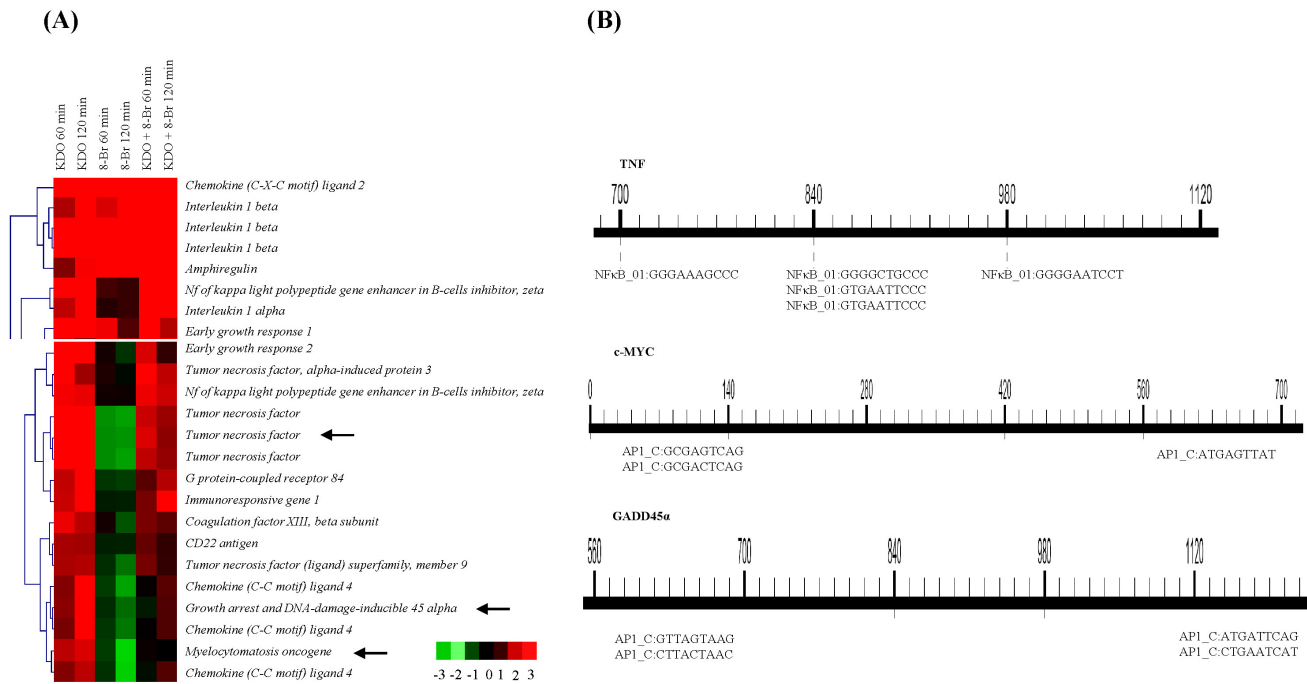 (A)
(B)
KDO 60 min
KDO 120 min
8-Br 60 min
8-Br 120 min
KDO + 8-Br 60 min
KDO + 8-Br 120 min
Chemokine (C-X-C motif) ligand 2
Interleukin 1 beta
Interleukin 1 beta
Interleukin 1 beta
Amphiregulin
Nf of kappa light polypeptide gene enhancer in B-cells inhibitor, zeta
Interleukin 1 alpha
Early growth response 1
Early growth response 2
Tumor necrosis factor, alpha-induced protein 3
Nf of kappa light polypeptide gene enhancer in B-cells inhibitor, zeta
Tumor necrosis factor
Tumor necrosis factor
Tumor necrosis factor
G protein-coupled receptor 84
Immunoresponsive gene 1
Coagulation factor XIII, beta subunit
CD22 antigen
Tumor necrosis factor (ligand) superfamily, member 9
Chemokine (C-C motif) ligand 4
Growth arrest and DNA-damage-inducible 45 alpha
Chemokine (C-C motif) ligand 4
Myelocytomatosis oncogene
Chemokine (C-C motif) ligand 4
-3 -2 -1 0 1 2 3
TNF
700 840 980 1120
NFκB_01:GGGAAAGCCC NFκB_01:GGGGCTGCCC NFκB_01:GGGGAATCCT
NFκB_01:GTGAATTCCC
NFκB_01:GTGAATTCCC
c-MYC
0 140 280 420 560 700
AP1_C:GCGAGTCAG AP1_C:ATGAGTTAT
AP1_C:GCGACTCAG
GADD45α
560 700 840 980 1120
AP1_C:GTTAGTAAG AP1_C:ATGATTCAG
AP1_C:CTTACTAAC AP1_C:CTGAATCAT